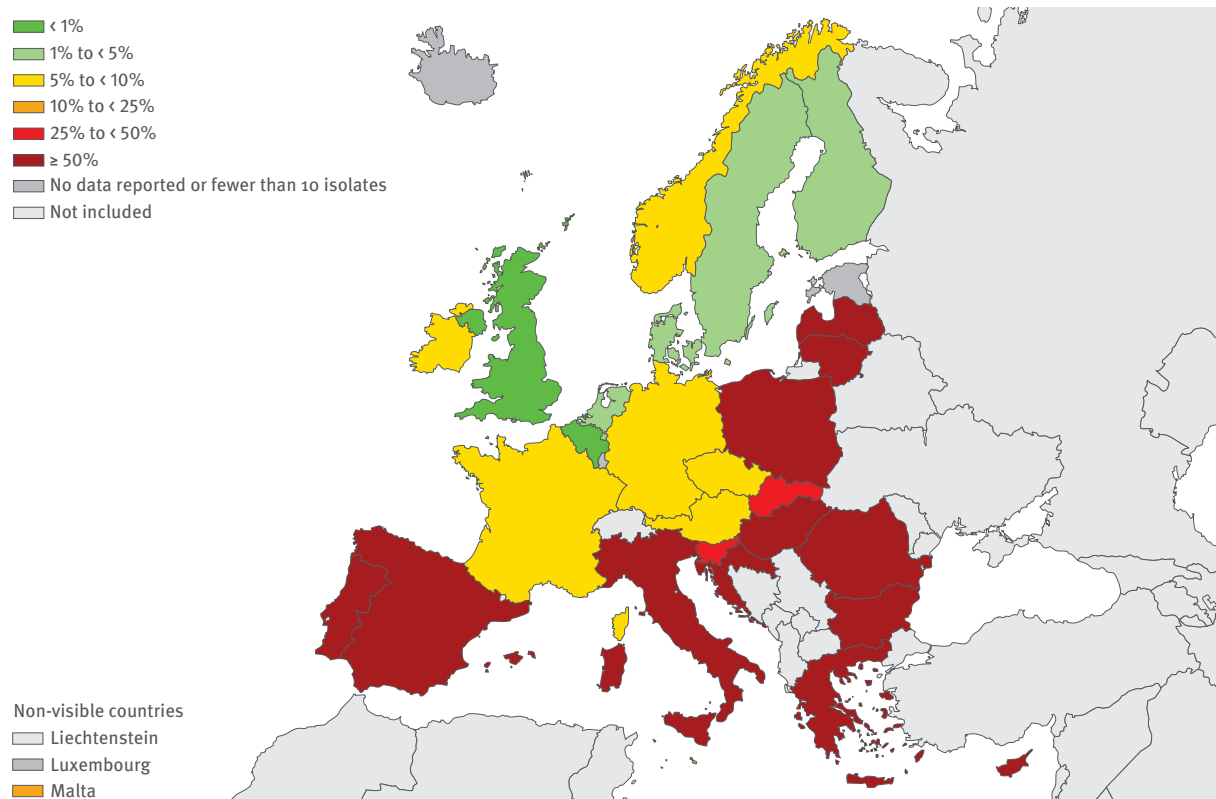 < 1%
1% to < 5%
5% to < 10%
10% to < 25%
25% to < 50%
≥ 50%
No data reported or fewer than 10 isolates
Not included
Non-visible countries
Liechtenstein
Luxembourg
Malta